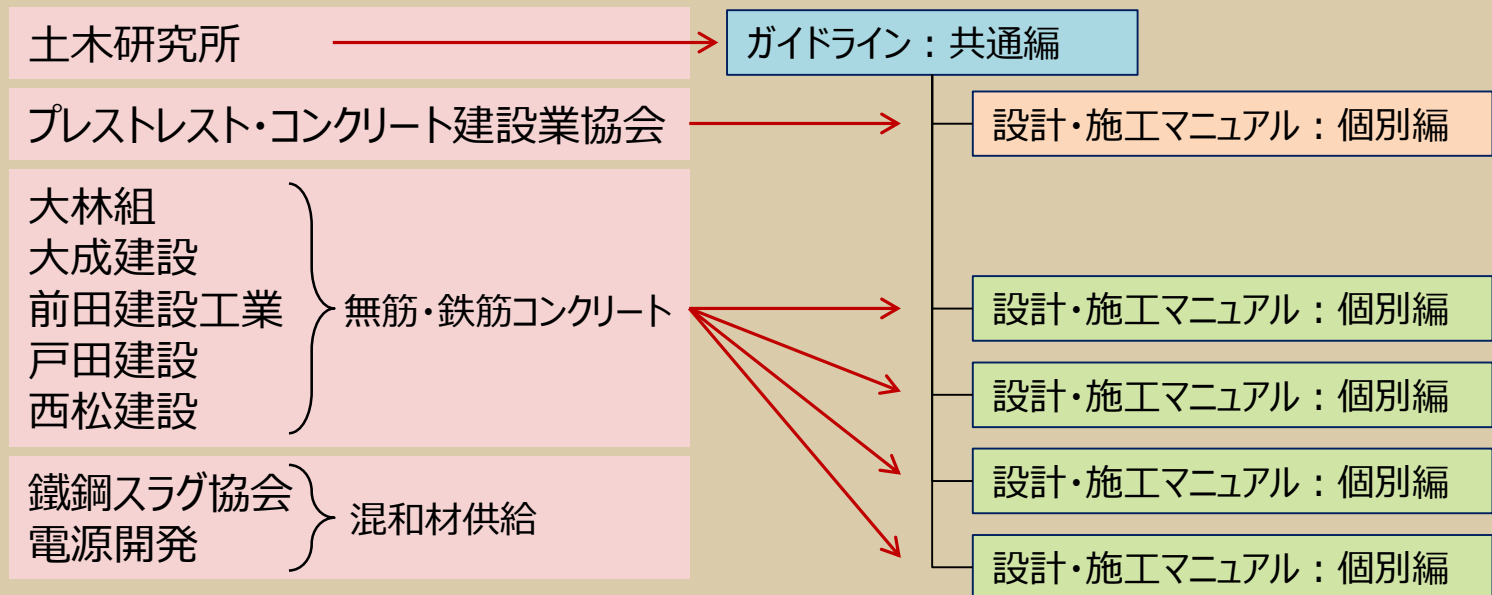 土木研究所
ガイドライン：共通編
プレストレスト・コンクリート建設業協会
設計・施工マニュアル：個別編
大林組
大成建設
前田建設工業
戸田建設
西松建設
無筋・鉄筋コンクリート
設計・施工マニュアル：個別編
設計・施工マニュアル：個別編
設計・施工マニュアル：個別編
設計・施工マニュアル：個別編
鐵鋼スラグ協会
電源開発
混和材供給